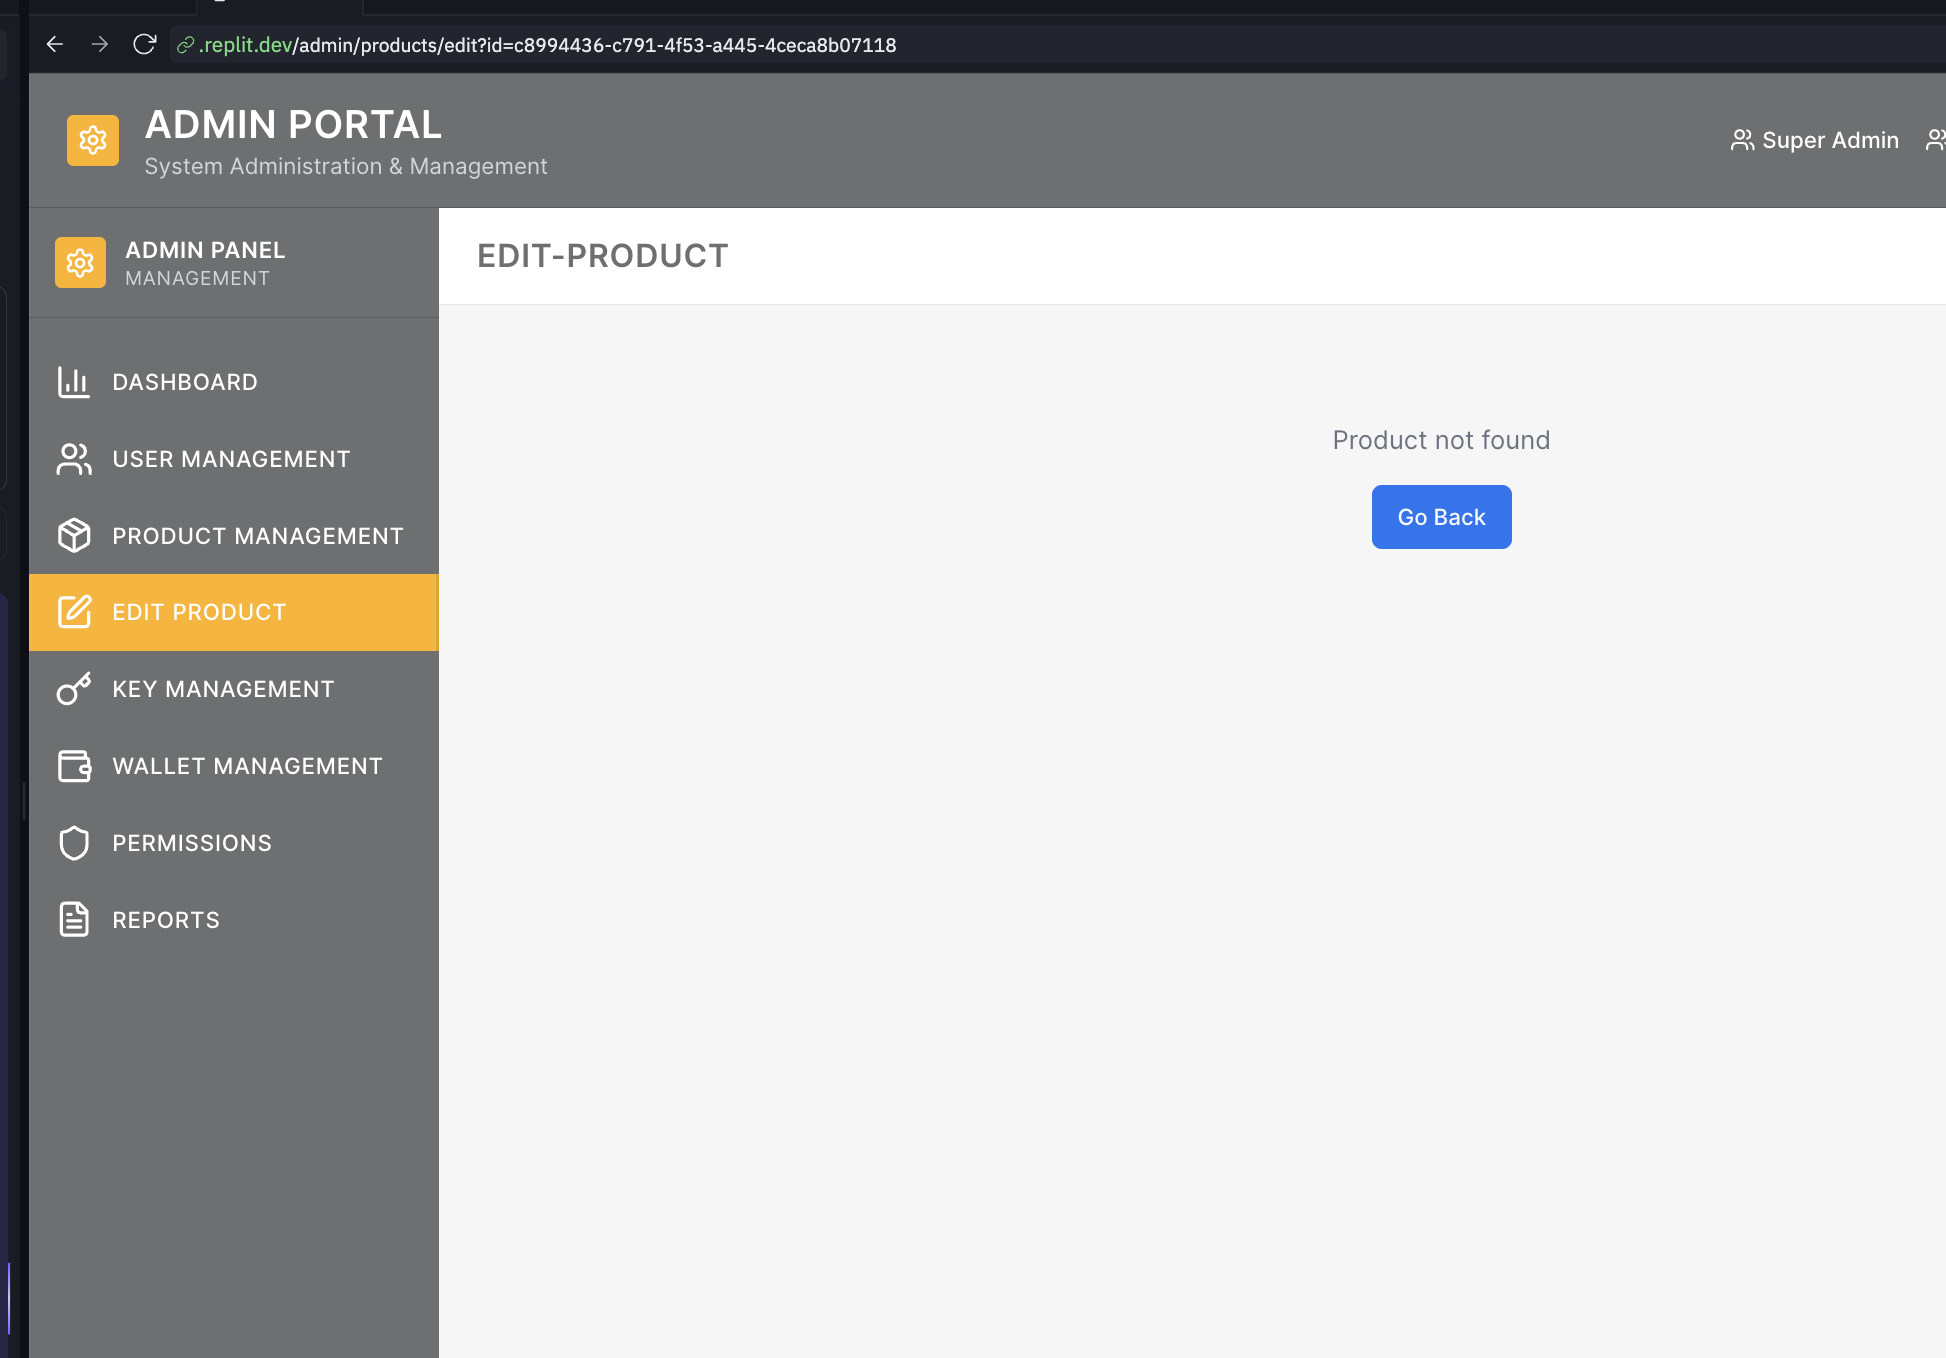 .replit.dev/admin/products/edit?id=c8994436-c791-4f53-a445-4ceca8b07118
ADMIN PORTAL
System Administration & Management
Super Admin
ADMIN PANEL
MANAGEMENT
EDIT-PRODUCT
DASHBOARD
USER MANAGEMENT
PRODUCT MANAGEMENT
EDIT PRODUCT
KEY MANAGEMENT
WALLET MANAGEMENT
PERMISSIONS
REPORTS
Product not found
Go Back